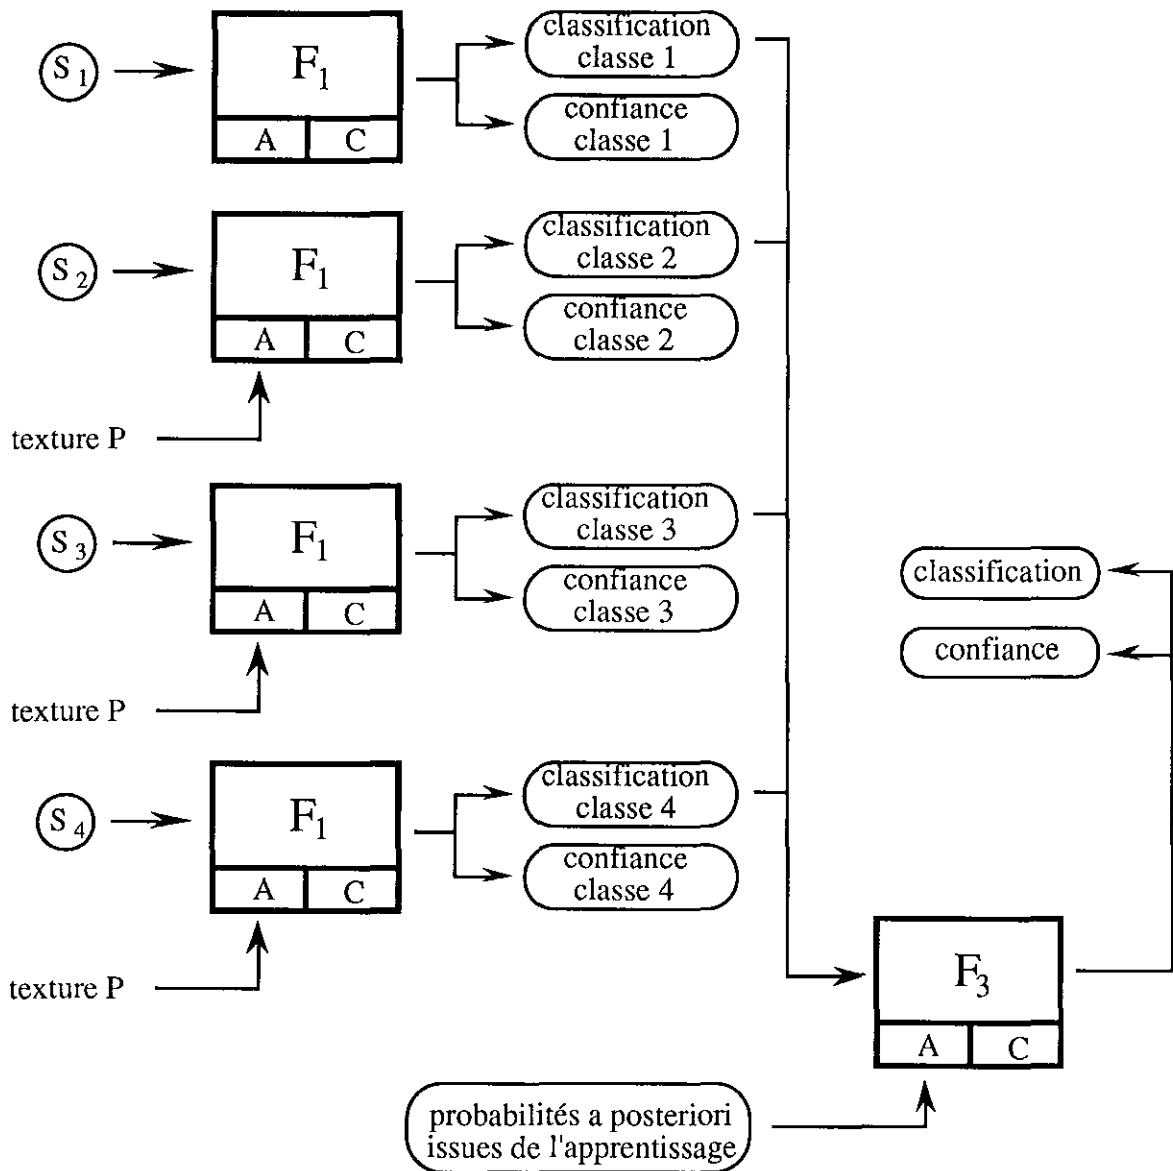 S1
F1
A C
classification
classe 1
confiance
classe 1
S2
F1
A C
classification
classe 2
confiance
classe 2
texture P
S3
F1
A C
classification
classe 3
confiance
classe 3
texture P
classification
confiance
S4
F1
A C
classification
classe 4
confiance
classe 4
texture P
F3
A C
probabilités a posteriori
issues de l'apprentissage